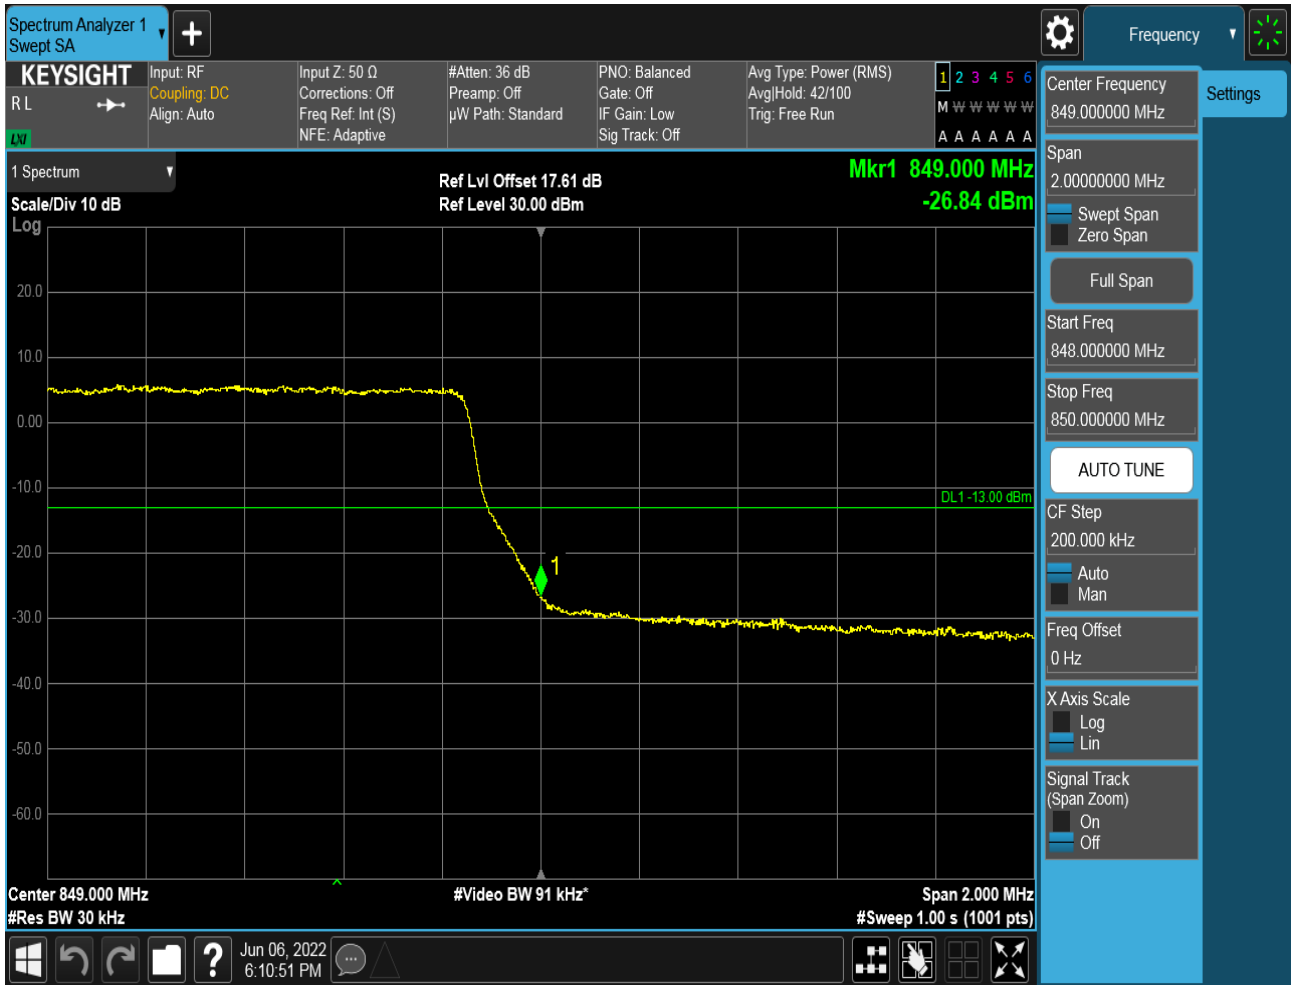 Spectrum Analyzer 1
Swept SA
Frequency
KEYSIGHT
R L
LXI
Input: RF
Coupling: DC
Align: Auto
Input Z: 50 Ω
Corrections: Off
Freq Ref: Int (S)
NFE: Adaptive
#Atten: 36 dB
Preamp: Off
µW Path: Standard
PNO: Balanced
Gate: Off
IF Gain: Low
Sig Track: Off
Avg Type: Power (RMS)
Avg|Hold: 42/100
Trig: Free Run
1 2 3 4 5 6
M W W W W W
A A A A A A
1 Spectrum
Scale/Div 10 dB
Log
Ref Lvl Offset 17.61 dB
Ref Level 30.00 dBm
Mkr1 849.000 MHz
-26.84 dBm
20.0
10.0
0.00
-10.0
DL1 -13.00 dBm
-20.0
1
-30.0
-40.0
-50.0
-60.0
Center 849.000 MHz
#Video BW 91 kHz*
Span 2.000 MHz
#Res BW 30 kHz
#Sweep 1.00 s (1001 pts)
Jun 06, 2022
6:10:51 PM
Center Frequency
849.000000 MHz
Settings
Span
2.00000000 MHz
Swept Span
Zero Span
Full Span
Start Freq
848.000000 MHz
Stop Freq
850.000000 MHz
AUTO TUNE
CF Step
200.000 kHz
Auto
Man
Freq Offset
0 Hz
X Axis Scale
Log
Lin
Signal Track
(Span Zoom)
On
Off